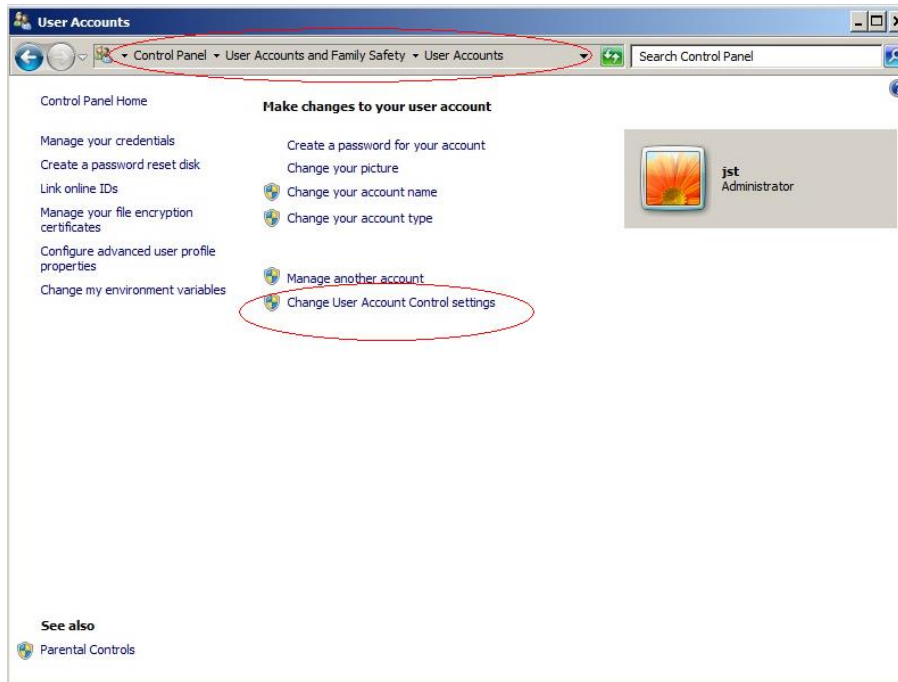 User Accounts
Control Panel User Accounts and Family Safety User Accounts
Search Control Panel
Control Panel Home
Manage your credentials
Create a password reset disk
Link online IDs
Manage your file encryption
certificates
Configure advanced user profile
properties
Change my environment variables
Make changes to your user account
Create a password for your account
Change your picture
Change your account name
Change your account type
Manage another account
Change User Account Control settings
jst
Administrator
See also
Parental Controls